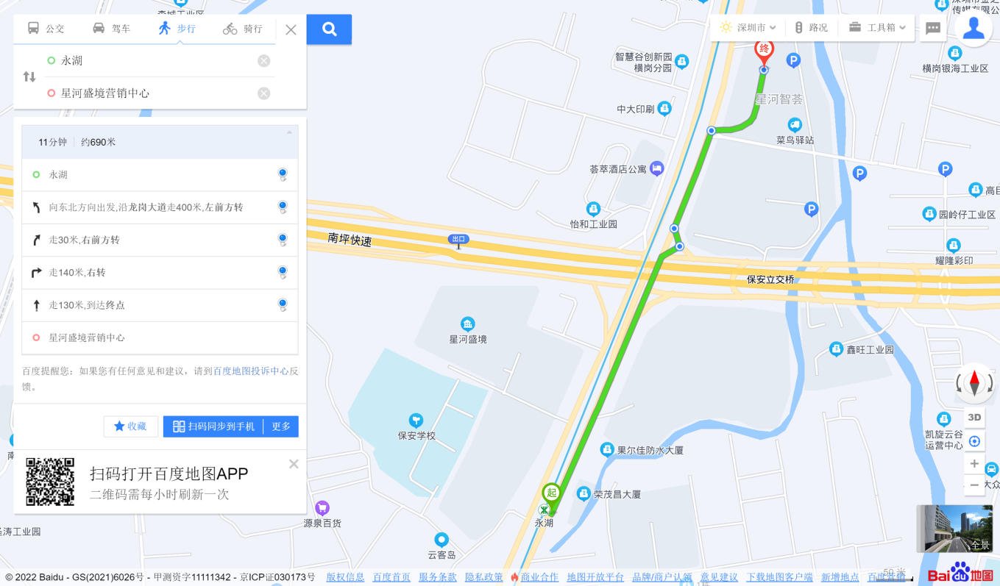 公交
驾车
步行
骑行
永湖
星河盛境营销中心
11分钟 约690米
永湖
向东北方向出发,沿龙岗大道走400米,左前方转
走30米,右前方转
走140米,右转
走130米,到达终点
星河盛境营销中心
百度提醒您:如果您有任何意见和建议,请到百度地图投诉中心反
馈。
收藏
扫码同步到手机
更多
扫码打开百度地图APP
二维码需每小时刷新一次
深圳市
路况
工具箱
传媒有限公司
智慧谷创新园
横岗分园
横岗银海工业区
终
P
星河智荟
中大印刷
菜鸟驿站
荟萃酒店公寓
P
P
怡和工业园
P
园岭仔工业区
南坪快速
出口
耀隆彩印
保安立交桥
星河盛境
鑫旺工业园
保安学校
果尔佳防水大厦
3D
凯旋云谷
运营中心
起
荣茂昌大厦
永湖
源泉百货
云客岛
大众
全景
50 米
© 2022 Baidu - GS(2021)6026号 - 甲测资字11111342 - 京ICP证030173号
版权信息
百度首页
服务条款
隐私政策
商业合作
地图开放平台
品牌/商户认领
意见建议
下载地图客户端
新增地点
百度营销
Bai du 地图